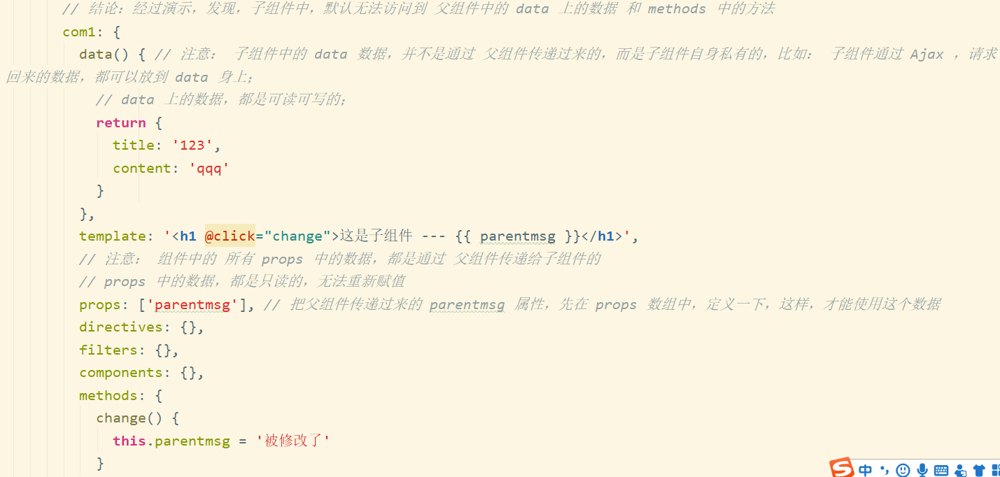 // 结论：经过演示，发现，子组件中，默认无法访问到 父组件中的 data 上的数据 和 methods 中的方法
com1: {
data() { // 注意： 子组件中的 data 数据，并不是通过 父组件传递过来的，而是子组件自身私有的，比如： 子组件通过 Ajax ，请求
回来的数据，都可以放到 data 身上；
// data 上的数据，都是可读可写的；
return {
title: '123',
content: 'qqq'
}
},
template: '<h1 @click="change">这是子组件 --- {{ parentmsg }}</h1>',
// 注意： 组件中的 所有 props 中的数据，都是通过 父组件传递给子组件的
// props 中的数据，都是只读的，无法重新赋值
props: ['parentmsg'], // 把父组件传递过来的 parentmsg 属性，先在 props 数组中，定义一下，这样，才能使用这个数据
directives: {},
filters: {},
components: {},
methods: {
change() {
this.parentmsg = '被修改了'
}
S 中